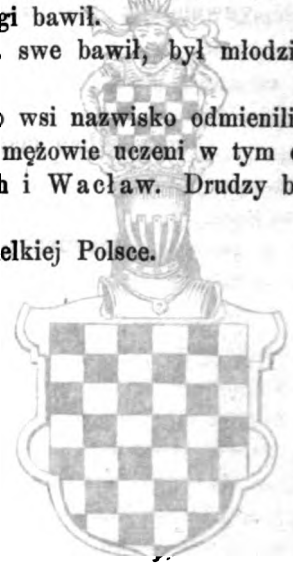 gi bawił.
swe bawił, był młodzi
wsi nazwisko odmienili
mężowie uczeni w tym
h i Wacław. Drudzy b
elkiej Polsce.